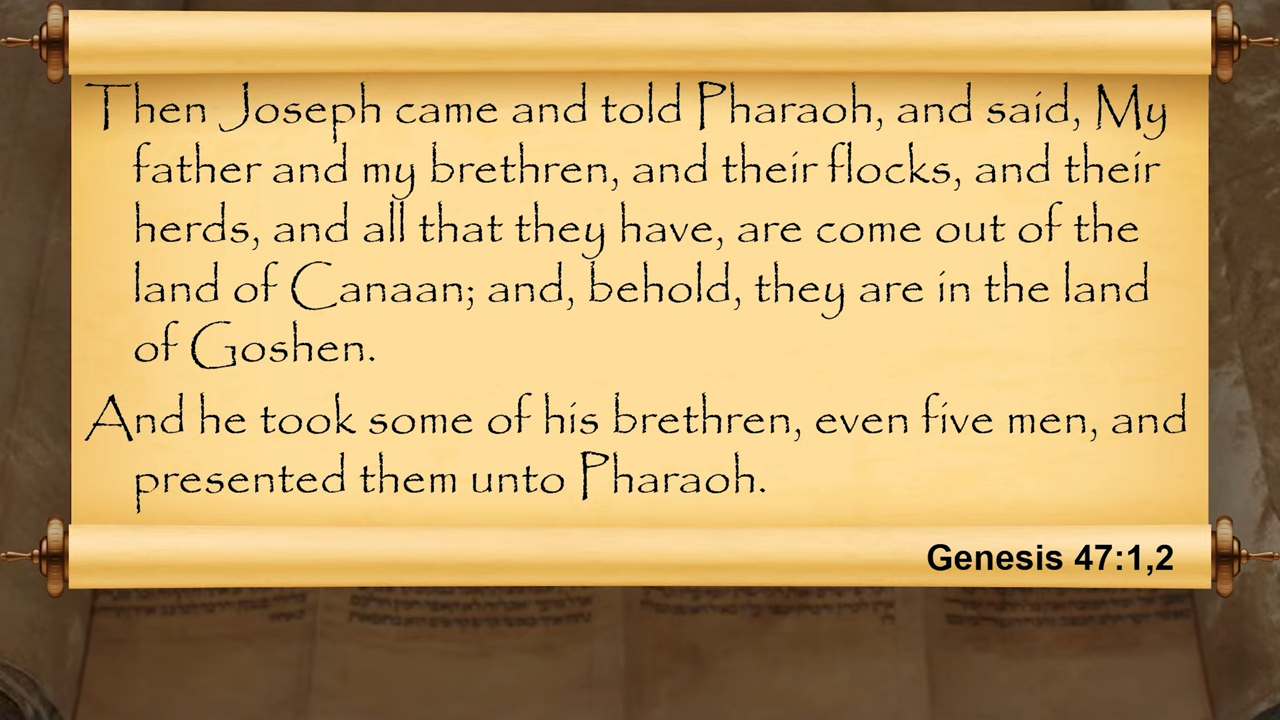 Then Joseph came and told Pharaoh, and said, My
father and my brethren, and their flocks, and their
herds, and all that they have, are come out of the
land of Canaan; and, behold, they are in the land
of Goshen.
And he took some of his brethren, even five men, and
presented them unto Pharaoh.
Genesis 47:1,2